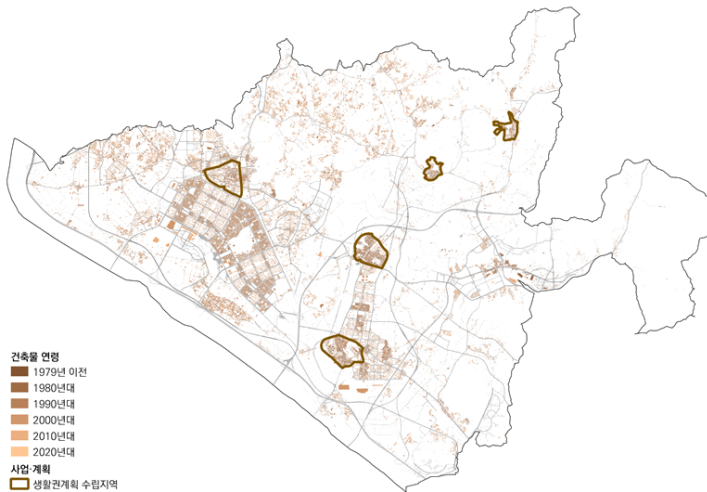 건축물 연령
1979년 이전
1980년대
1990년대
2000년대
2010년대
2020년대
사업·계획
생활권계획 수립지역